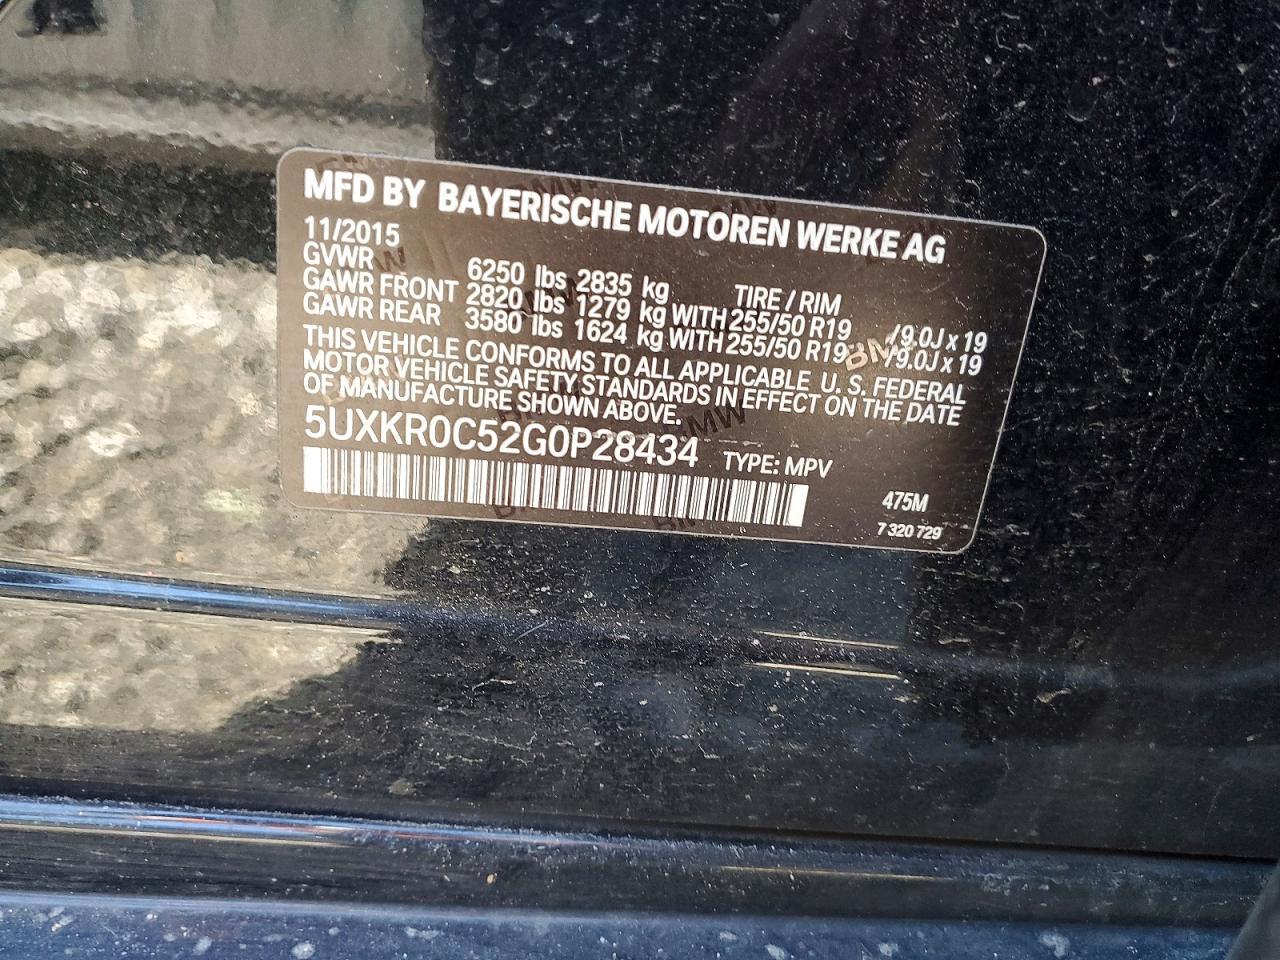 MFD BY BAYERISCHE MOTOREN WERKE AG
11/2015
GVWR 6250 lbs 2835 kg TIRE / RIM
GAWR FRONT 2820 lbs 1279 kg WITH 255/50 R19 /9.0J x 19
GAWR REAR 3580 lbs 1624 kg WITH 255/50 R19 /9.0J x 19
THIS VEHICLE CONFORMS TO ALL APPLICABLE U. S. FEDERAL
MOTOR VEHICLE SAFETY STANDARDS IN EFFECT ON THE DATE
OF MANUFACTURE SHOWN ABOVE.
5UXKR0C52G0P28434 TYPE: MPV
475M
7 320 729